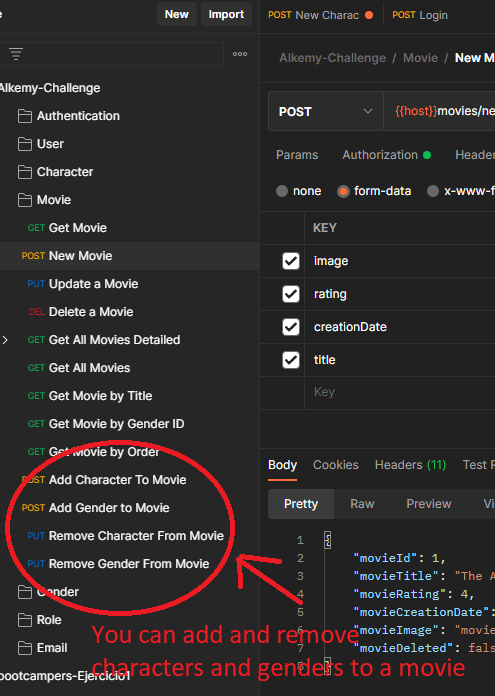 New Import
POST New Charac
POST Login
Alkemy-Challenge
Authentication
User
Character
Movie
GET Get Movie
POST New Movie
PUT Update a Movie
DEL Delete a Movie
GET Get All Movies Detailed
GET Get All Movies
GET Get Movie by Title
GET Get Movie by Gender ID
GET Get Movie by Order
POST Add Character To Movie
POST Add Gender to Movie
PUT Remove Character From Movie
PUT Remove Gender From Movie
Gender
Role
Email
bootcampers-Ejercicio1
Alkemy-Challenge / Movie / New M
POST {{host}}movies/ne
Params Authorization Header
none form-data x-www-f
KEY
image
rating
creationDate
title
Key
Body Cookies Headers (11) Test R
Pretty Raw Preview Vi
1 {
2 "movieId": 1,
3 "movieTitle": "The A
4 "movieRating": 4,
5 "movieCreationDate":
6 "movieImage": "movie
7 "movieDeleted": fals
8 }
You can add and remove
characters and genders to a movie